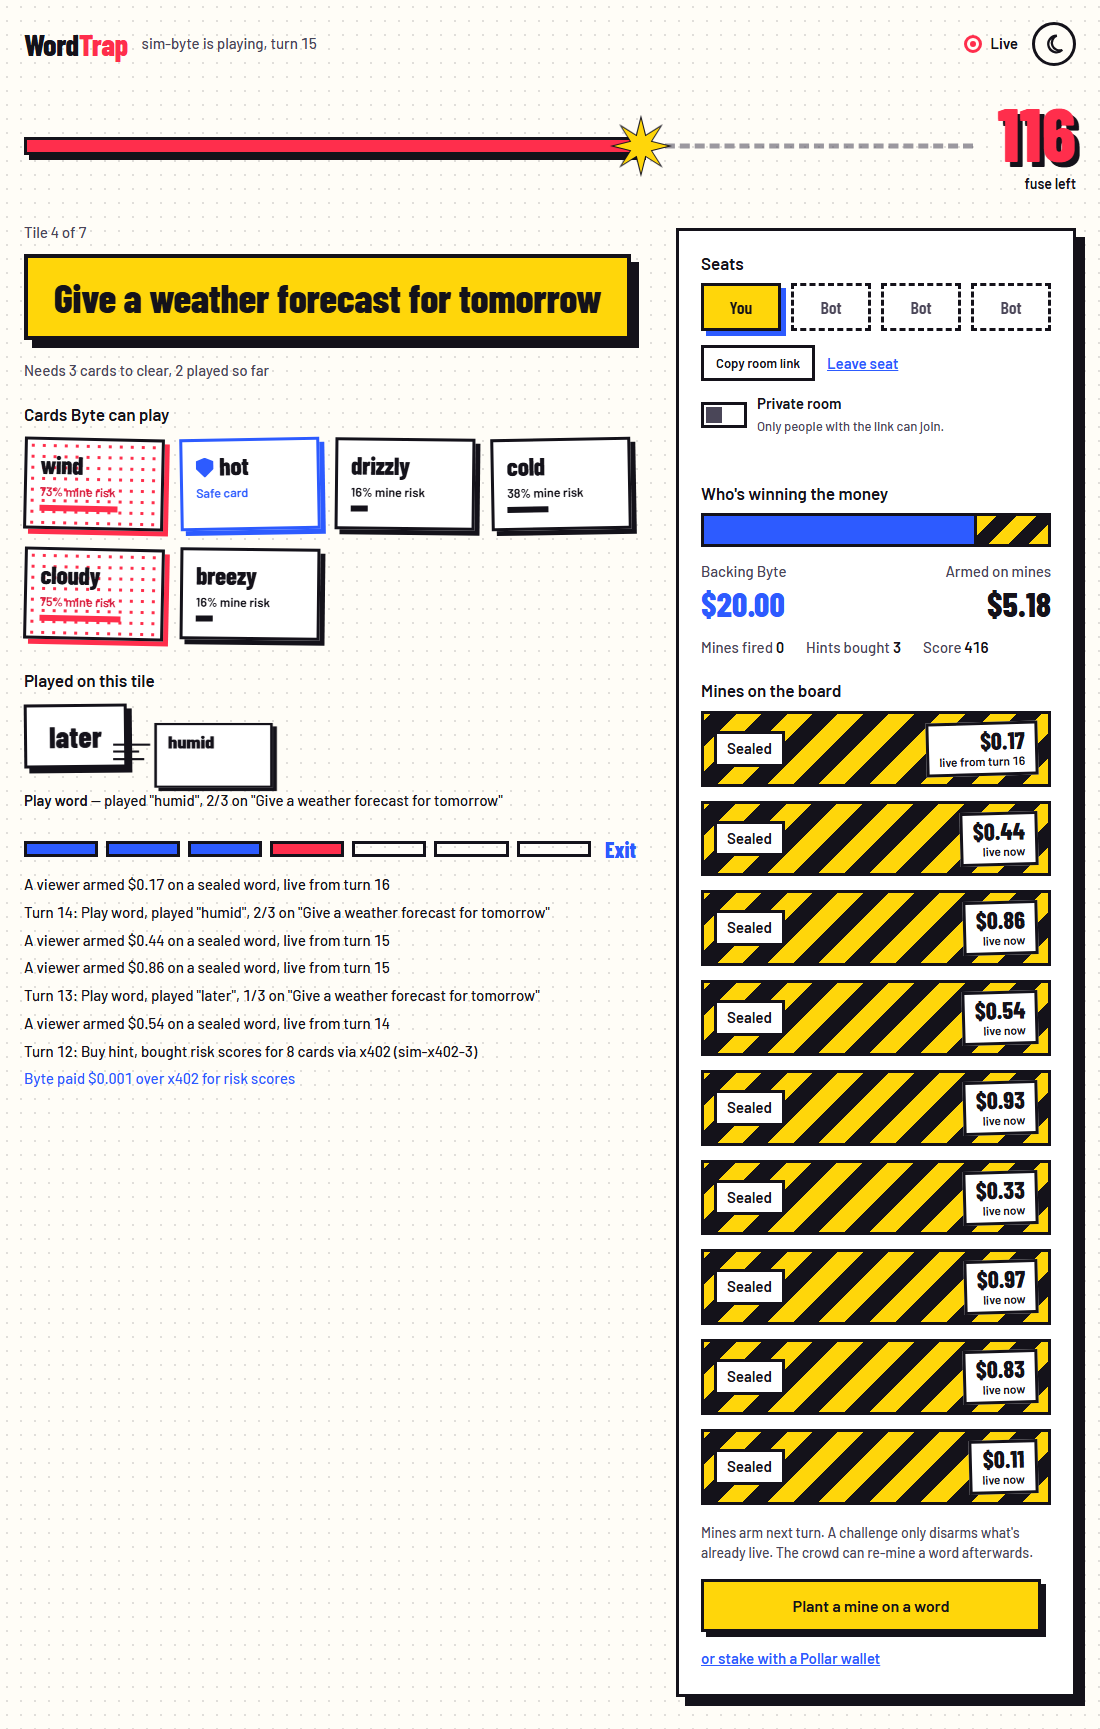 WordTrap sim-byte is playing, turn 15
Live
116
fuse left
Tile 4 of 7
Give a weather forecast for tomorrow
Needs 3 cards to clear, 2 played so far
Cards Byte can play
wind
73% mine risk
hot
Safe card
drizzly
16% mine risk
cold
38% mine risk
cloudy
75% mine risk
breezy
16% mine risk
Played on this tile
later
humid
Play word – played "humid", 2/3 on "Give a weather forecast for tomorrow"
Exit
A viewer armed $0.17 on a sealed word, live from turn 16
Turn 14: Play word, played "humid", 2/3 on "Give a weather forecast for tomorrow"
A viewer armed $0.44 on a sealed word, live from turn 15
A viewer armed $0.86 on a sealed word, live from turn 15
Turn 13: Play word, played "later", 1/3 on "Give a weather forecast for tomorrow"
A viewer armed $0.54 on a sealed word, live from turn 14
Turn 12: Buy hint, bought risk scores for 8 cards via x402 (sim-x402-3)
Byte paid $0.001 over x402 for risk scores
Seats
You Bot Bot Bot
Copy room link Leave seat
Private room
Only people with the link can join.
Who's winning the money
Backing Byte Armed on mines
$20.00 $5.18
Mines fired 0 Hints bought 3 Score 416
Mines on the board
Sealed
$0.17
live from turn 16
Sealed
$0.44
live now
Sealed
$0.86
live now
Sealed
$0.54
live now
Sealed
$0.93
live now
Sealed
$0.33
live now
Sealed
$0.97
live now
Sealed
$0.83
live now
Sealed
$0.11
live now
Mines arm next turn. A challenge only disarms what's
already live. The crowd can re-mine a word afterwards.
Plant a mine on a word
or stake with a Pollar wallet